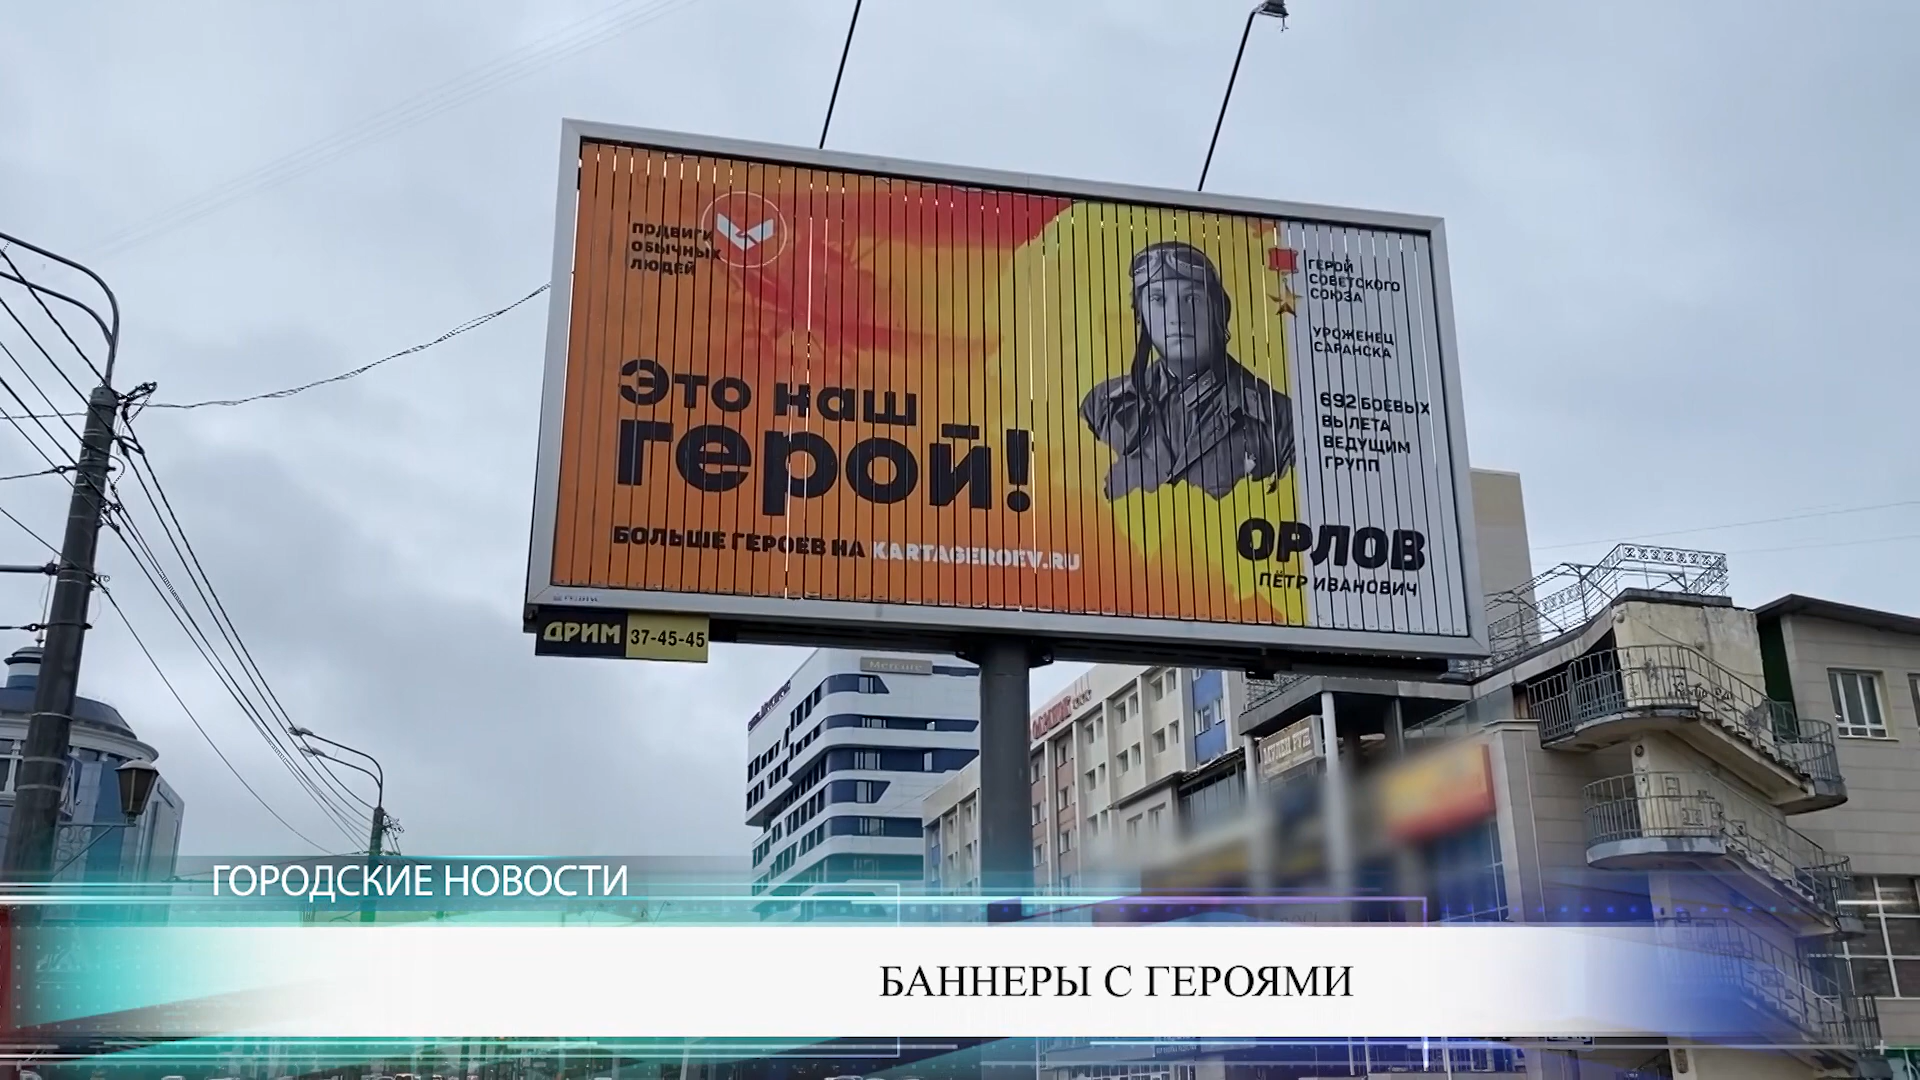 ПОДВИГИ
ОБЫЧНЫХ
ЛЮДЕЙ
Это наш
герой!
БОЛЬШЕ ГЕРОЕВ НА KARTAGEROEV.RU
ГЕРОЙ
СОВЕТСКОГО
СОЮЗА
УРОЖЕНЕЦ
САРАНСКА
692 БОЕВЫХ
ВЫЛЕТА
ВЕДУЩИМ
ГРУПП
ОРЛОВ
ПЁТР ИВАНОВИЧ
ДРИМ 37-45-45
Mercure
ГОРОДСКИЕ НОВОСТИ
БАННЕРЫ С ГЕРОЯМИ